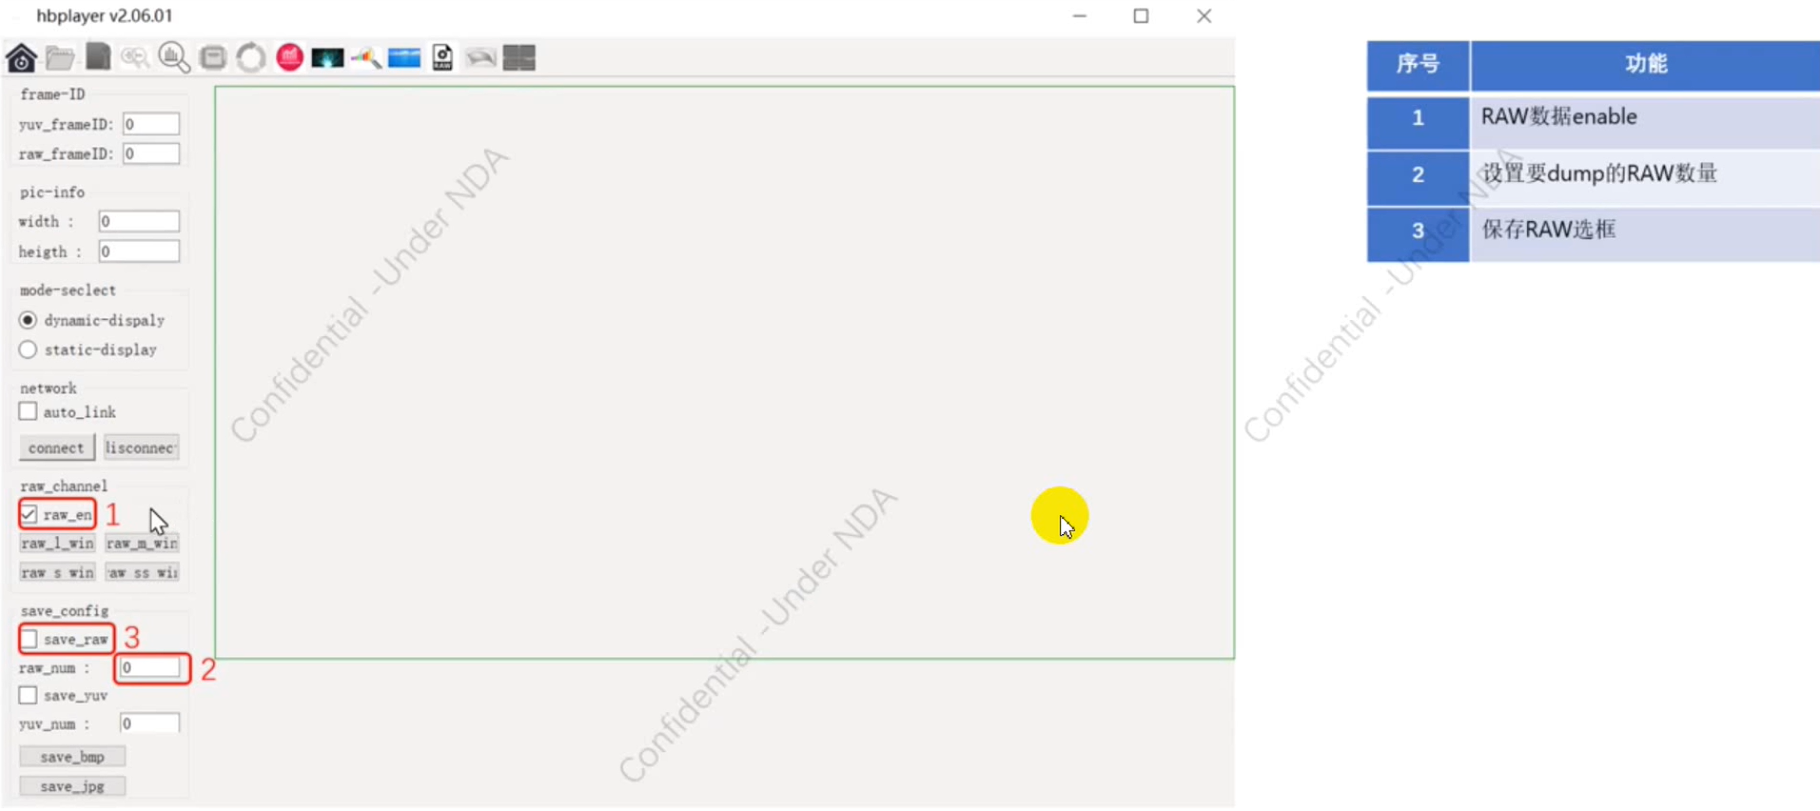 hbplayer v2.06.01
frame-ID
yuv_frameID: 0
raw_frameID: 0
pic-info
width : 0
heigth : 0
mode-seclect
dynamic-dispaly
static-display
network
auto_link
connect
lisconnec
raw_channel
raw_en 1
raw_l_win raw_m_win
raw s win aw ss wi
save_config
save_raw 3
raw_num : 0 2
save_yuv
yuv_num : 0
save_bmp
save_jpg
RAW
Confidential -Under NDA
Confidential -Under NDA
Confidential -Under NDA
序号 功能
1 RAW数据enable
2 设置要dump的RAW数量
3 保存RAW选框